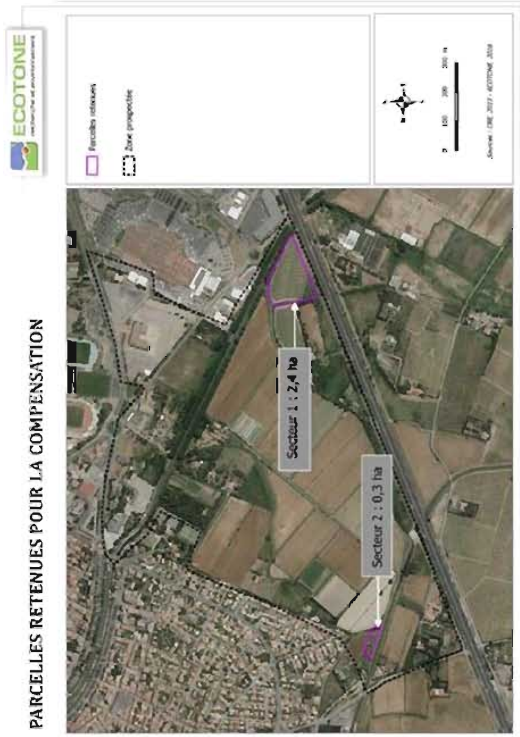 PARCELLES RETENUES POUR LA COMPENSATION
ECOTONE
Parcelles retenues
Zone prospectée
Secteur 1 : 2,4 ha
Secteur 2 : 0,3 ha
0 100 200 300 m